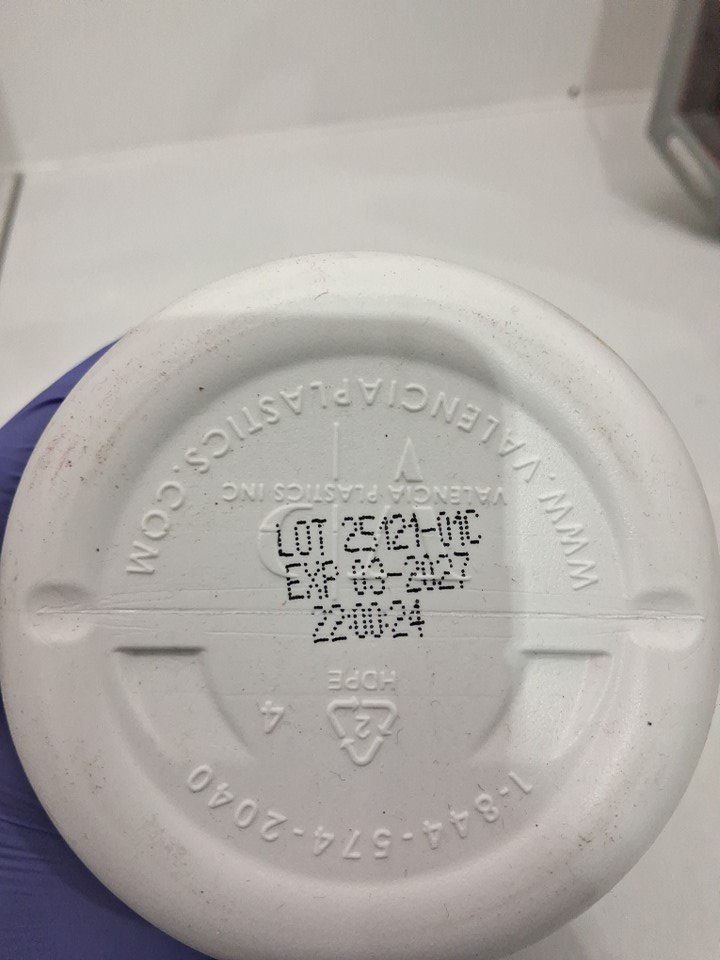 WWW.VALENCIAPLASTICS.COM
VALENCIA PLASTICS INC
LOT 25121-01C
EXP 03-2027
22:00:24
HDPE
2
4
1-844-574-2040